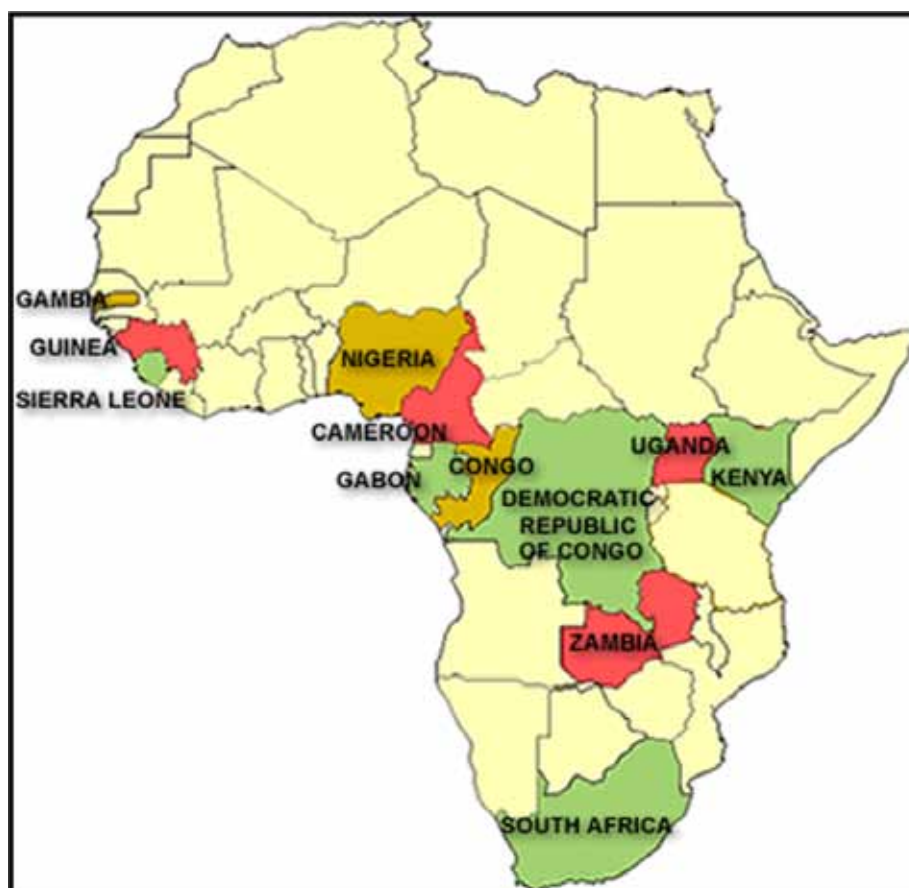 GAMBIA
GUINEA
SIERRA LEONE
NIGERIA
CAMEROON
GABON
CONGO
DEMOCRATIC
REPUBLIC
OF CONGO
UGANDA
KENYA
ZAMBIA
SOUTH AFRICA